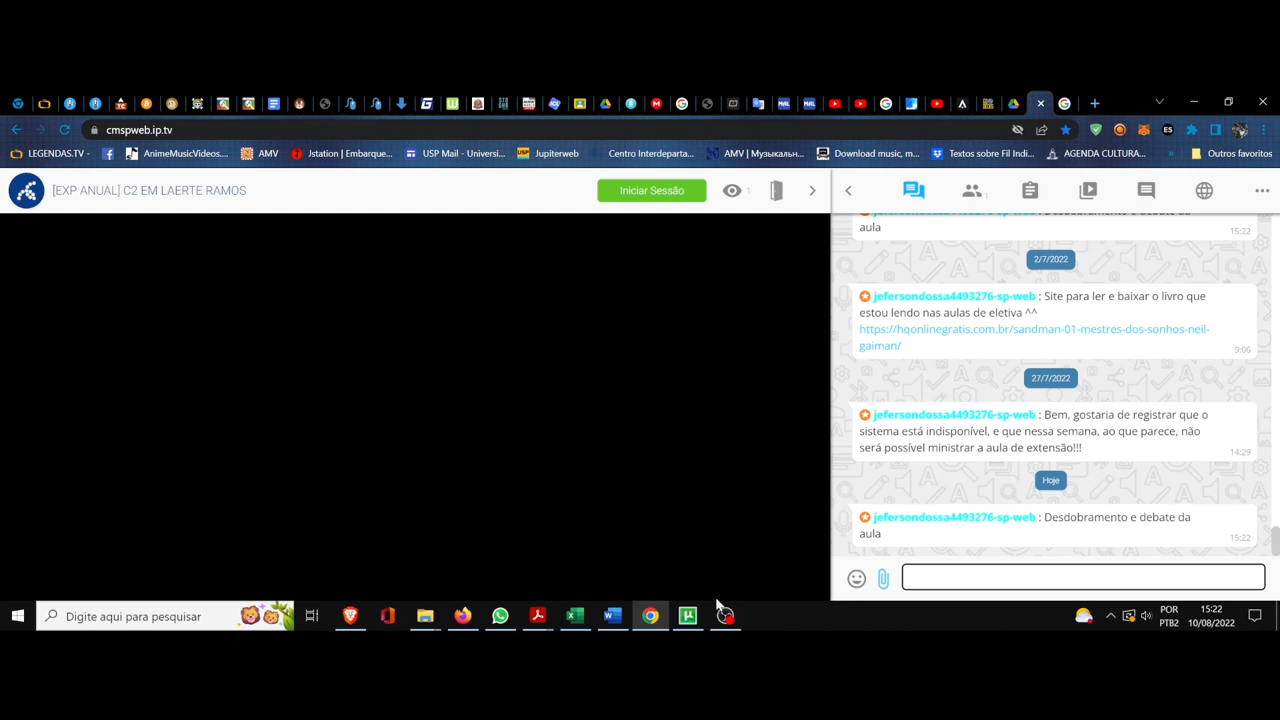 cmspweb.ip.tv
LEGENDAS.TV -
AnimeMusicVideos....
AMV
Jstation | Embarque...
USP Mail - Universi...
Jupiterweb
Centro Interdeparta...
AMV | Музыкальн...
Download music, m...
Textos sobre Fil Indi...
AGENDA CULTURA...
»
Outros favoritos
[EXP ANUAL] C2 EM LAERTE RAMOS
Iniciar Sessão
1
1
aula
15:22
2/7/2022
jefersondossa4493276-sp-web : Site para ler e baixar o livro que
estou lendo nas aulas de eletiva ^^
https://hqonlinegratis.com.br/sandman-01-mestres-dos-sonhos-neil-
gaiman/
9:06
27/7/2022
jefersondossa4493276-sp-web : Bem, gostaria de registrar que o
sistema está indisponível, e que nessa semana, ao que parece, não
será possível ministrar a aula de extensão!!!
14:29
Hoje
jefersondossa4493276-sp-web : Desdobramento e debate da
aula
15:22
Digite aqui para pesquisar
POR
PTB2
15:22
10/08/2022